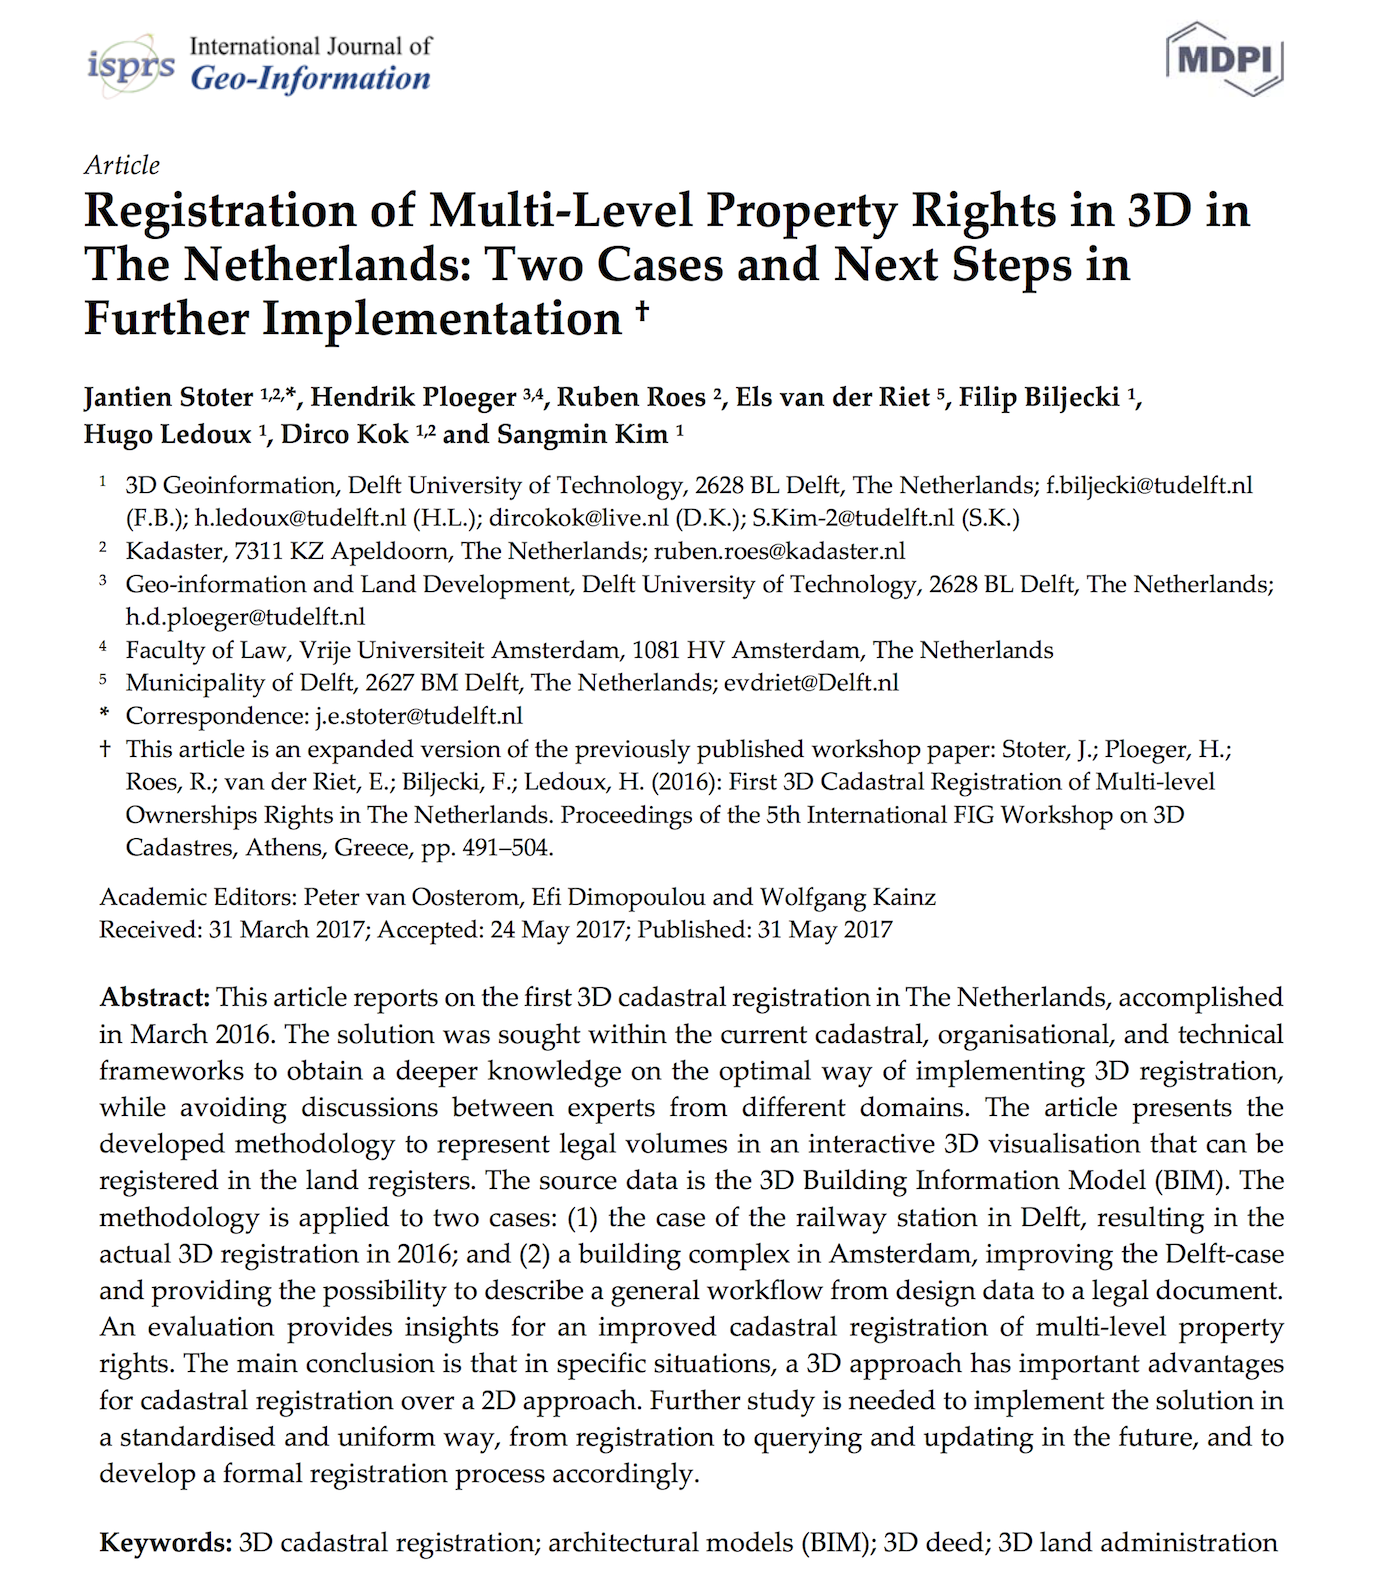 isprs International Journal of
Geo-Information
MDPI
Article
Registration of Multi-Level Property Rights in 3D in
The Netherlands: Two Cases and Next Steps in
Further Implementation †
Jantien Stoter 1,2,*, Hendrik Ploeger 3,4, Ruben Roes 2, Els van der Riet 5, Filip Biljecki 1,
Hugo Ledoux 1, Dirco Kok 1,2 and Sangmin Kim 1
1 3D Geoinformation, Delft University of Technology, 2628 BL Delft, The Netherlands; f.biljecki@tudelft.nl
(F.B.); h.ledoux@tudelft.nl (H.L.); dircokok@live.nl (D.K.); S.Kim-2@tudelft.nl (S.K.)
2 Kadaster, 7311 KZ Apeldoorn, The Netherlands; ruben.roes@kadaster.nl
3 Geo-information and Land Development, Delft University of Technology, 2628 BL Delft, The Netherlands;
h.d.ploeger@tudelft.nl
4 Faculty of Law, Vrije Universiteit Amsterdam, 1081 HV Amsterdam, The Netherlands
5 Municipality of Delft, 2627 BM Delft, The Netherlands; evdriet@Delft.nl
* Correspondence: j.e.stoter@tudelft.nl
† This article is an expanded version of the previously published workshop paper: Stoter, J.; Ploeger, H.;
Roes, R.; van der Riet, E.; Biljecki, F.; Ledoux, H. (2016): First 3D Cadastral Registration of Multi-level
Ownerships Rights in The Netherlands. Proceedings of the 5th International FIG Workshop on 3D
Cadastres, Athens, Greece, pp. 491–504.
Academic Editors: Peter van Oosterom, Efi Dimopoulou and Wolfgang Kainz
Received: 31 March 2017; Accepted: 24 May 2017; Published: 31 May 2017
Abstract: This article reports on the first 3D cadastral registration in The Netherlands, accomplished
in March 2016. The solution was sought within the current cadastral, organisational, and technical
frameworks to obtain a deeper knowledge on the optimal way of implementing 3D registration,
while avoiding discussions between experts from different domains. The article presents the
developed methodology to represent legal volumes in an interactive 3D visualisation that can be
registered in the land registers. The source data is the 3D Building Information Model (BIM). The
methodology is applied to two cases: (1) the case of the railway station in Delft, resulting in the
actual 3D registration in 2016; and (2) a building complex in Amsterdam, improving the Delft-case
and providing the possibility to describe a general workflow from design data to a legal document.
An evaluation provides insights for an improved cadastral registration of multi-level property
rights. The main conclusion is that in specific situations, a 3D approach has important advantages
for cadastral registration over a 2D approach. Further study is needed to implement the solution in
a standardised and uniform way, from registration to querying and updating in the future, and to
develop a formal registration process accordingly.
Keywords: 3D cadastral registration; architectural models (BIM); 3D deed; 3D land administration